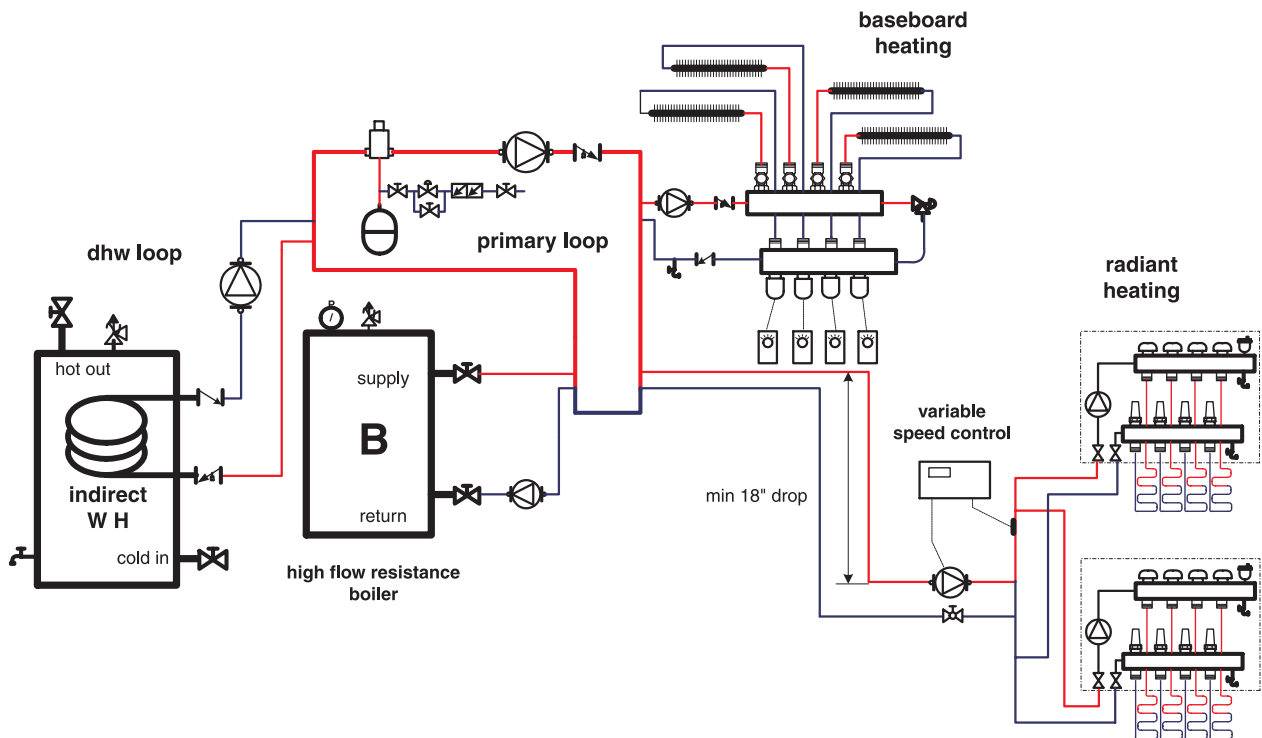 baseboard
heating
dhw loop
primary loop
radiant
heating
P
hot out
supply
variable
speed control
B
min 18" drop
indirect
W H
return
cold in
high flow resistance
boiler